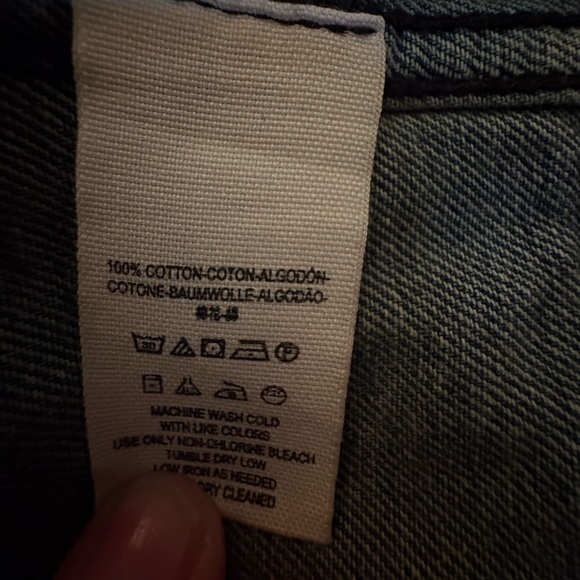 100% COTTON-COTON-ALGODÓN-
COTONE-BAUMWOLLE-ALGODÃO-
30
P
MACHINE WASH COLD
WITH LIKE COLORS
USE ONLY NON-CHLORINE BLEACH
TUMBLE DRY LOW
LOW IRON AS NEEDED
DRY CLEANED